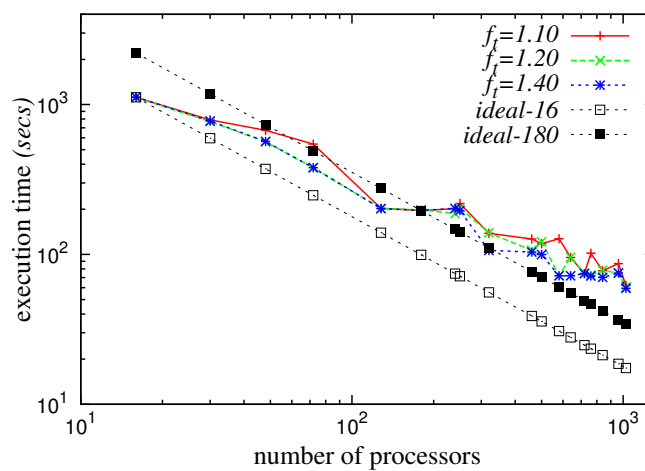 f_t=1.10
f_t=1.20
f_t=1.40
ideal-16
ideal-180
10^3
10^2
10^1
execution time (secs)
10^1
10^2
10^3
number of processors